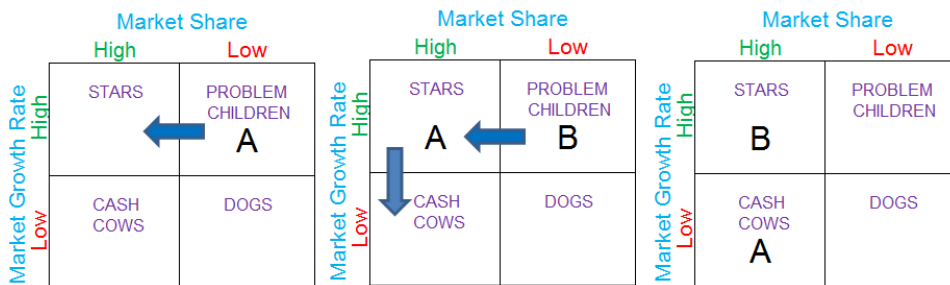 Market Share
High Low
Market Growth Rate
High
Low
STARS
PROBLEM
CHILDREN
A
CASH
COWS
DOGS
Market Share
High Low
Market Growth Rate
High
Low
STARS
PROBLEM
CHILDREN
A
B
CASH
COWS
DOGS
Market Share
High Low
Market Growth Rate
High
Low
STARS
PROBLEM
CHILDREN
B
CASH
COWS
DOGS
A